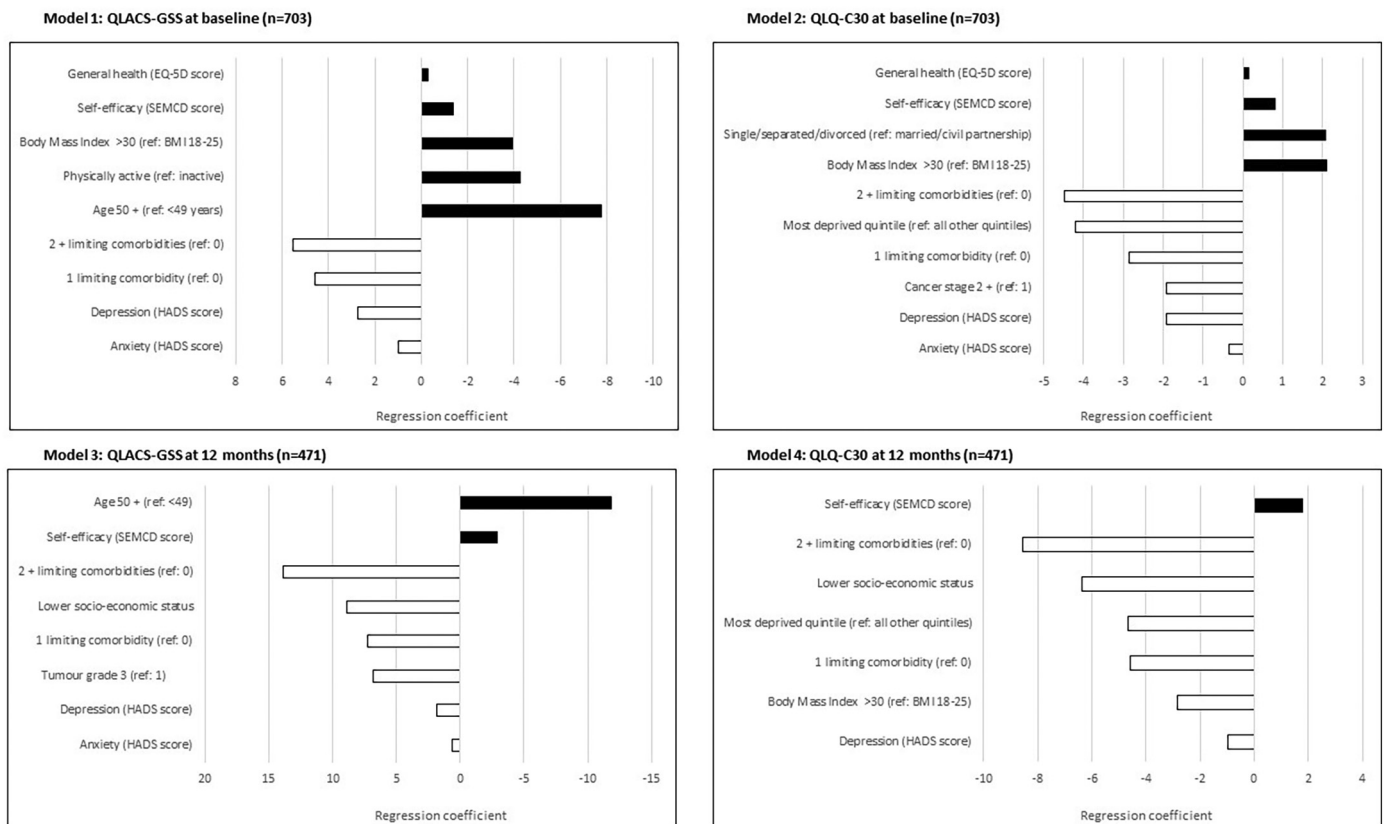 Model 1: QLACS-GSS at baseline (n=703)
General health (EQ-5D score)
Self-efficacy (SEMCD score)
Body Mass Index >30 (ref: BMI 18-25)
Physically active (ref: inactive)
Age 50 + (ref: <49 years)
2 + limiting comorbidities (ref: 0)
1 limiting comorbidity (ref: 0)
Depression (HADS score)
Anxiety (HADS score)
8 6 4 2 0 -2 -4 -6 -8 -10
Regression coefficient
Model 2: QLQ-C30 at baseline (n=703)
General health (EQ-5D score)
Self-efficacy (SEMCD score)
Single/separated/divorced (ref: married/civil partnership)
Body Mass Index >30 (ref: BMI 18-25)
2 + limiting comorbidities (ref: 0)
Most deprived quintile (ref: all other quintiles)
1 limiting comorbidity (ref: 0)
Cancer stage 2 + (ref: 1)
Depression (HADS score)
Anxiety (HADS score)
-5 -4 -3 -2 -1 0 1 2 3
Regression coefficient
Model 3: QLACS-GSS at 12 months (n=471)
Age 50 + (ref: <49)
Self-efficacy (SEMCD score)
2 + limiting comorbidities (ref: 0)
Lower socio-economic status
1 limiting comorbidity (ref: 0)
Tumour grade 3 (ref: 1)
Depression (HADS score)
Anxiety (HADS score)
20 15 10 5 0 -5 -10 -15
Regression coefficient
Model 4: QLQ-C30 at 12 months (n=471)
Self-efficacy (SEMCD score)
2 + limiting comorbidities (ref: 0)
Lower socio-economic status
Most deprived quintile (ref: all other quintiles)
1 limiting comorbidity (ref: 0)
Body Mass Index >30 (ref: BMI 18-25)
Depression (HADS score)
-10 -8 -6 -4 -2 0 2 4
Regression coefficient